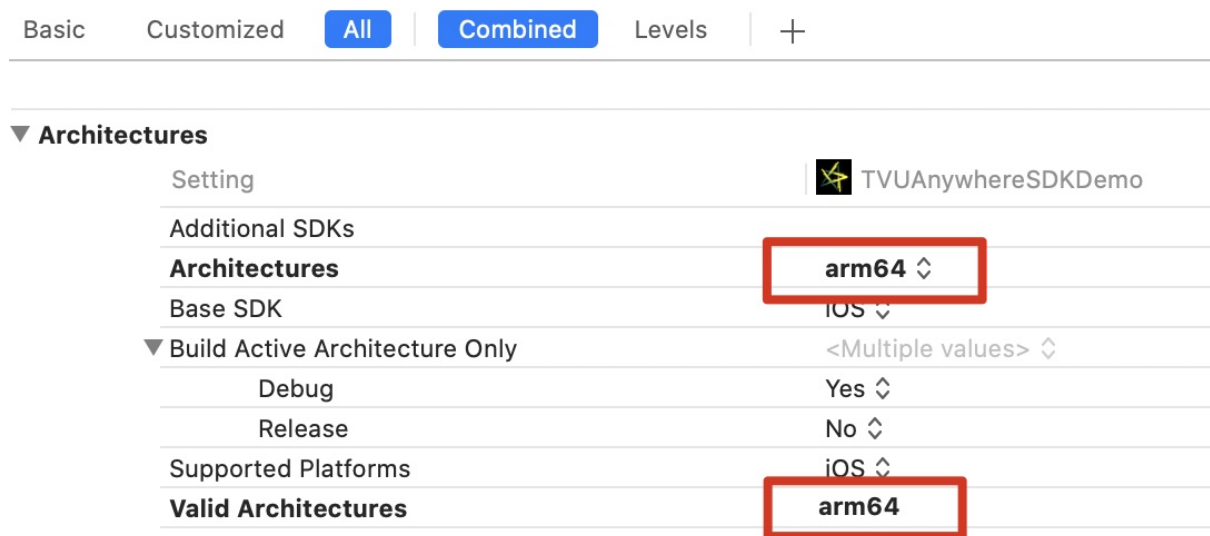 Basic Customized All Combined Levels
Architectures
Setting TVUAnywhereSDKDemo
Additional SDKs
Architectures arm64
Base SDK iOS
Build Active Architecture Only <Multiple values>
Debug Yes
Release No
Supported Platforms iOS
Valid Architectures arm64